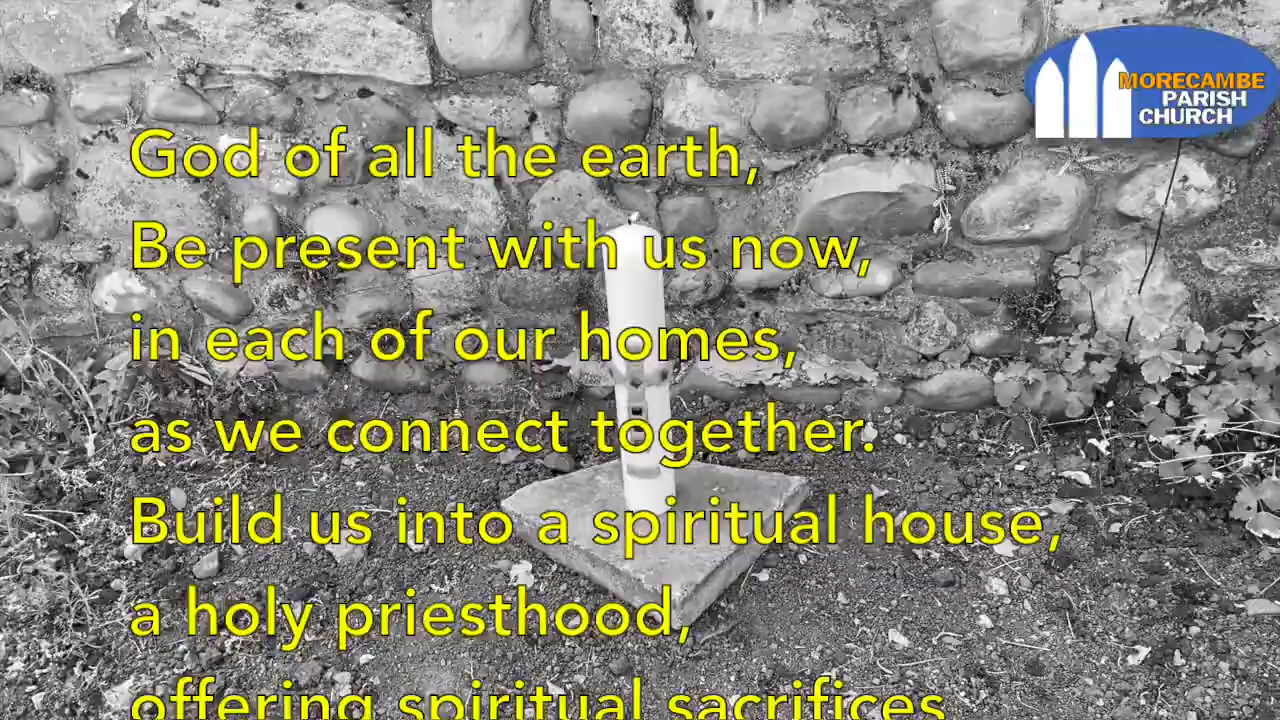 MORECAMBE
PARISH
CHURCH
God of all the earth,
Be present with us now,
in each of our homes,
as we connect together.
Build us into a spiritual house,
a holy priesthood,
offering spiritual sacrifices